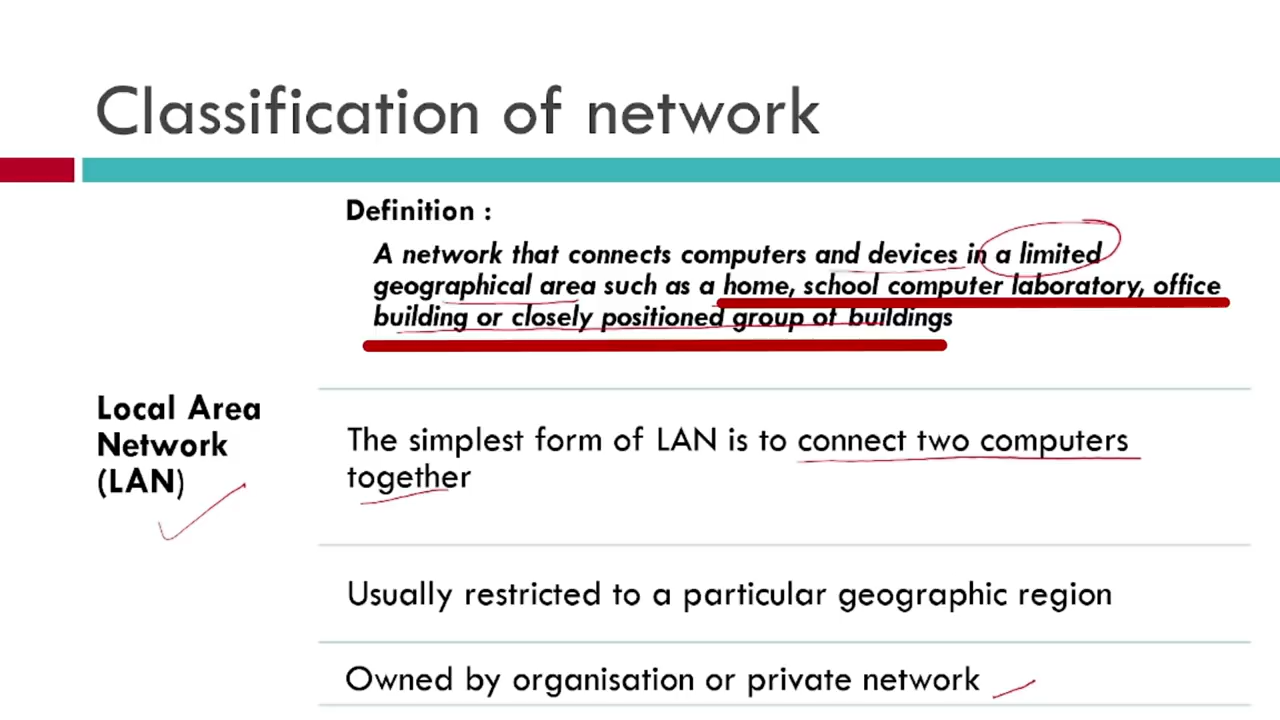 Classification of network
Definition :
A network that connects computers and devices in a limited
geographical area such as a home, school computer laboratory, office
building or closely positioned group of buildings
Local Area
Network
(LAN)
The simplest form of LAN is to connect two computers
together
Usually restricted to a particular geographic region
Owned by organisation or private network